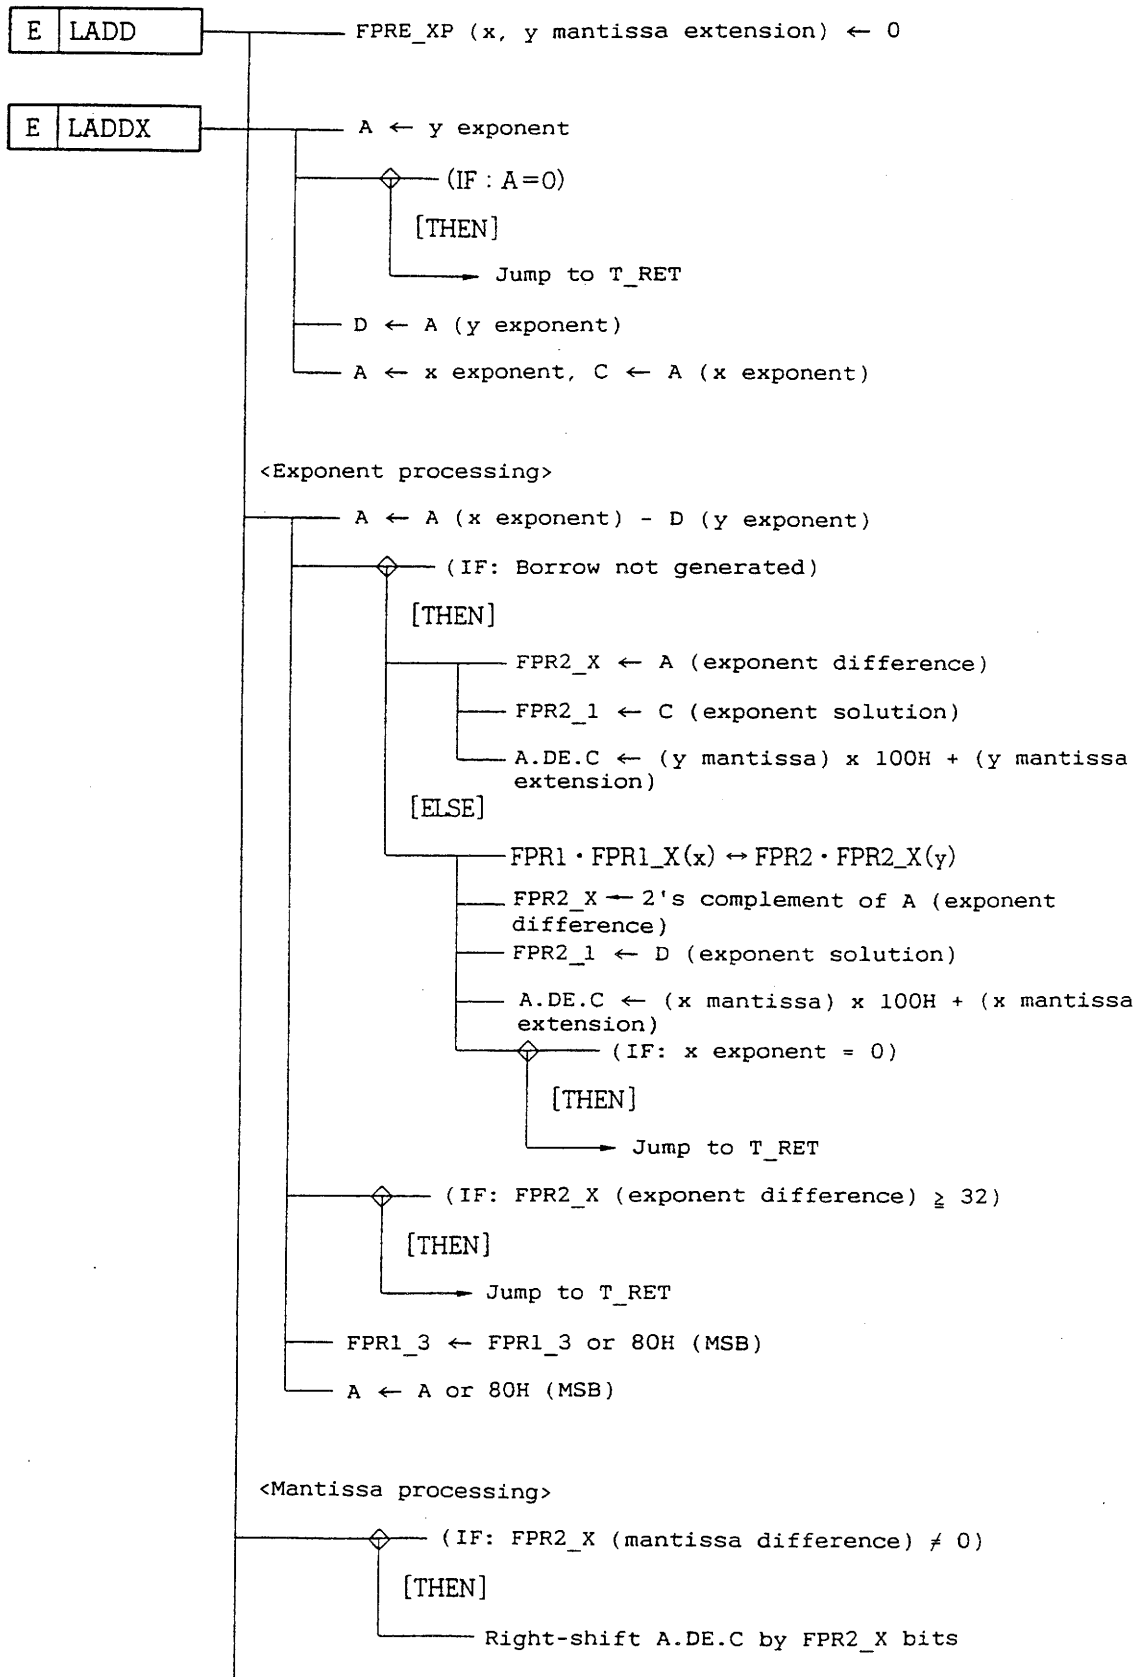 E LADD FPRE_XP (x, y mantissa extension) ← 0
E LADDX A ← y exponent
(IF : A=0)
[THEN]
Jump to T_RET
D ← A (y exponent)
A ← x exponent, C ← A (x exponent)
<Exponent processing>
A ← A (x exponent) - D (y exponent)
(IF: Borrow not generated)
[THEN]
FPR2_X ← A (exponent difference)
FPR2_1 ← C (exponent solution)
A.DE.C ← (y mantissa) x 100H + (y mantissa
extension)
[ELSE]
FPR1・FPR1_X(x) ↔ FPR2・FPR2_X(y)
FPR2_X ← 2's complement of A (exponent
difference)
FPR2_1 ← D (exponent solution)
A.DE.C ← (x mantissa) x 100H + (x mantissa
extension)
(IF: x exponent = 0)
[THEN]
Jump to T_RET
(IF: FPR2_X (exponent difference) ≧ 32)
[THEN]
Jump to T_RET
FPR1_3 ← FPR1_3 or 80H (MSB)
A ← A or 80H (MSB)
<Mantissa processing>
(IF: FPR2_X (mantissa difference) ≠ 0)
[THEN]
Right-shift A.DE.C by FPR2_X bits